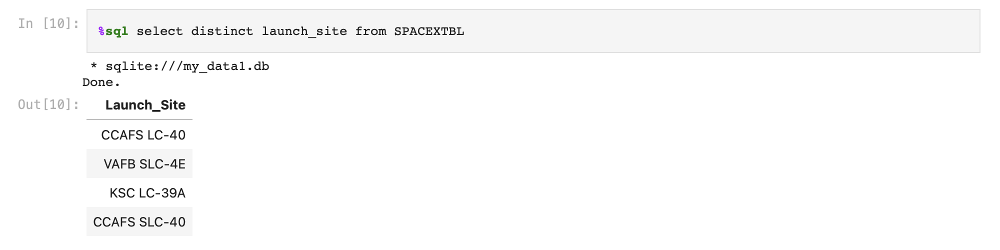 In [10]: %sql select distinct launch_site from SPACEXTBL
* sqlite:///my_data1.db
Done.
Out[10]: Launch_Site
CCAFS LC-40
VAFB SLC-4E
KSC LC-39A
CCAFS SLC-40